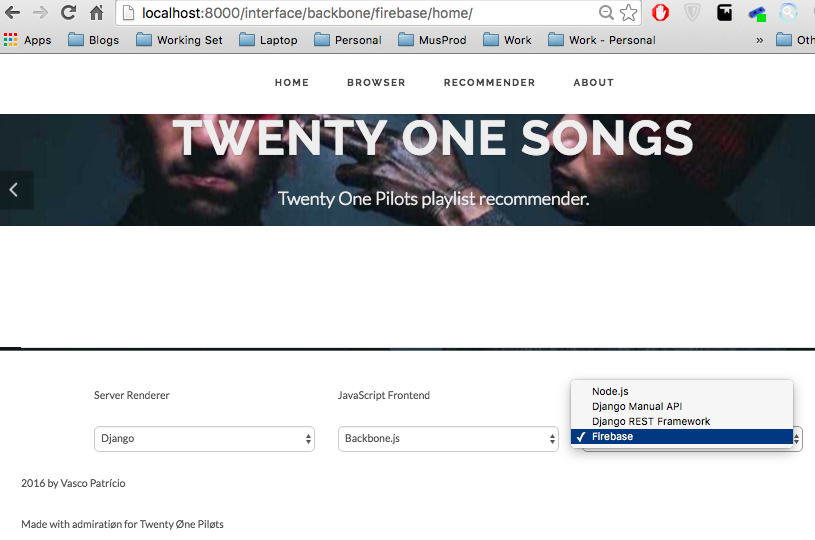 localhost:8000/interface/backbone/firebase/home/
Apps Blogs Working Set Laptop Personal MusProd Work Work - Personal » Oth
HOME BROWSER RECOMMENDER ABOUT
TWENTY ONE SONGS
Twenty One Pilots playlist recommender.
Server Renderer JavaScript Frontend
Node.js
Django Manual API
Django REST Framework
✓ Firebase
Django Backbone.js
2016 by Vasco Patrício
Made with admiratiøn for Twenty Øne Piløts